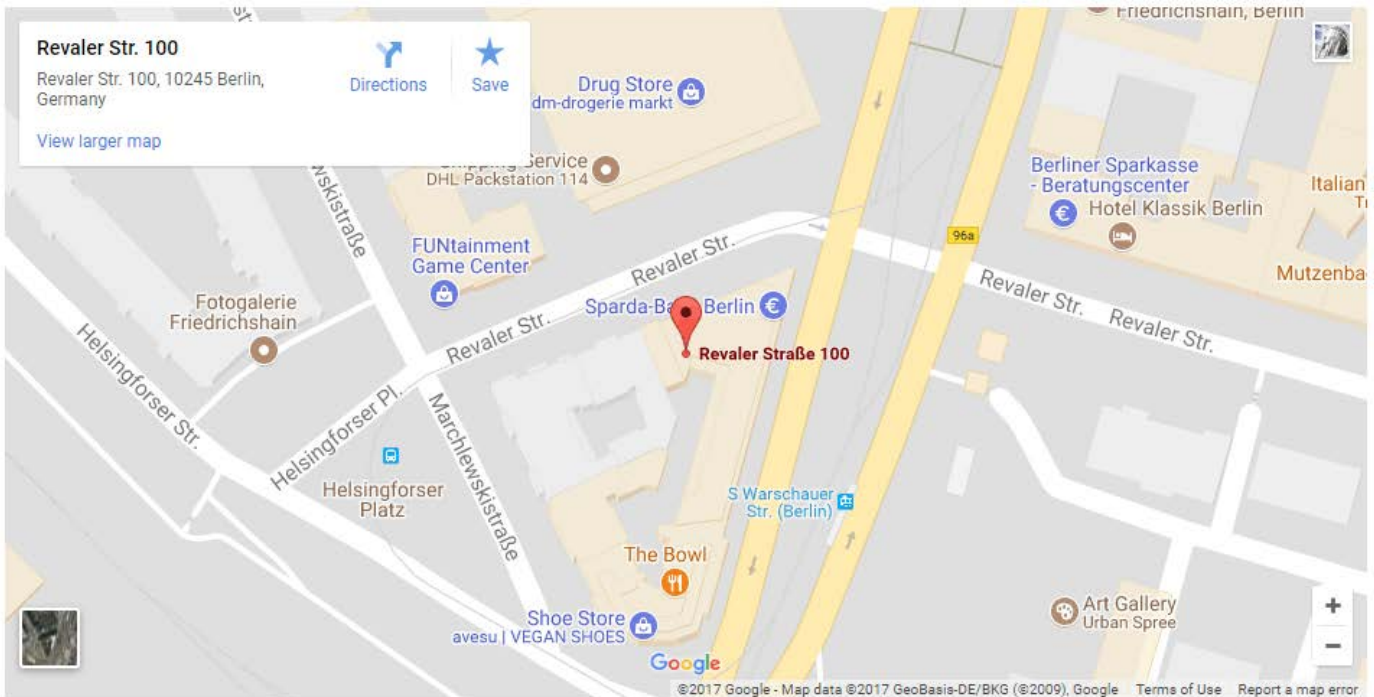 Revaler Str. 100
Revaler Str. 100, 10245 Berlin,
Germany
Directions
Save
View larger map
Friedrichshain, Berlin
Drug Store
dm-drogerie markt
Service
DHL Packstation 114
FUNtainment
Game Center
Fotogalerie
Friedrichshain
Berliner Sparkasse
- Beratungscenter
Hotel Klassik Berlin
Italian
96a
Revaler Str.
Revaler Str.
Revaler Str.
Revaler Str.
Sparda-Ba Berlin
Revaler Straße 100
Helsingforser Str.
Helsingforser Pl.
Marchlewskistraße
Helsingforser
Platz
S Warschauer
Str. (Berlin)
The Bowl
Shoe Store
avesu | VEGAN SHOES
Art Gallery
Urban Spree
+
−
Google
©2017 Google - Map data ©2017 GeoBasis-DE/BKG (©2009), Google Terms of Use Report a map error